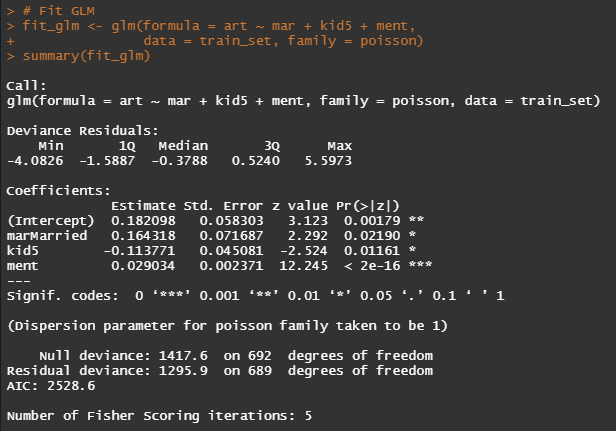 > # Fit GLM
> fit_glm <- glm(formula = art ~ mar + kid5 + ment,
+                data = train_set, family = poisson)
> summary(fit_glm)

Call:
glm(formula = art ~ mar + kid5 + ment, family = poisson, data = train_set)

Deviance Residuals:
    Min       1Q   Median       3Q      Max
-4.0826  -1.5887  -0.3788   0.5240   5.5973

Coefficients:
             Estimate Std. Error z value Pr(>|z|)
(Intercept)  0.182098   0.058303   3.123  0.00179 **
marMarried   0.164318   0.071687   2.292  0.02190 *
kid5        -0.113771   0.045081  -2.524  0.01161 *
ment         0.029034   0.002371  12.245  < 2e-16 ***
---
Signif. codes:  0 ‘***’ 0.001 ‘**’ 0.01 ‘*’ 0.05 ‘.’ 0.1 ‘ ’ 1

(Dispersion parameter for poisson family taken to be 1)

    Null deviance: 1417.6  on 692  degrees of freedom
Residual deviance: 1295.9  on 689  degrees of freedom
AIC: 2528.6

Number of Fisher Scoring iterations: 5